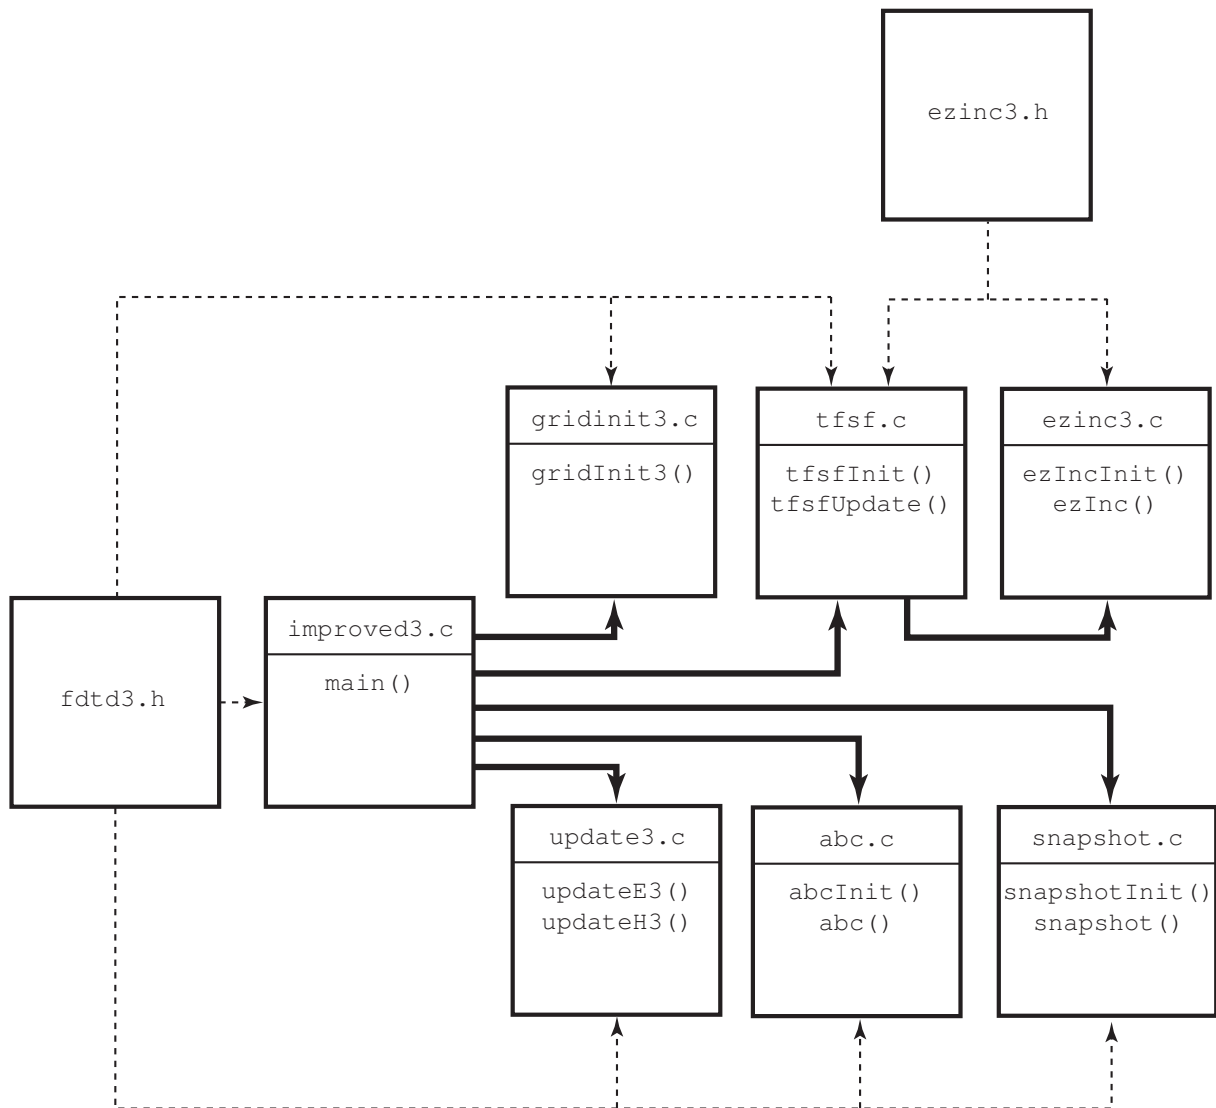 ezinc3.h
gridinit3.c
gridInit3()
tfsf.c
tfsfInit()
tfsfUpdate()
ezinc3.c
ezIncInit()
ezInc()
fdtd3.h
improved3.c
main()
update3.c
updateE3()
updateH3()
abc.c
abcInit()
abc()
snapshot.c
snapshotInit()
snapshot()